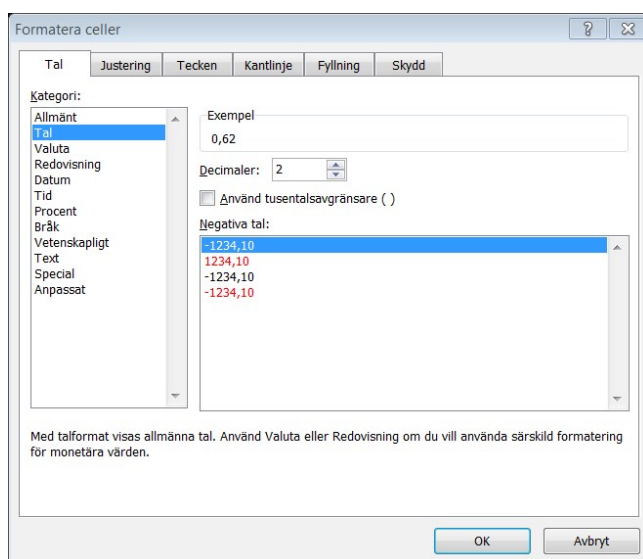 Formatera celler
Tal Justering Tecken Kantlinje Fyllning Skydd
Kategori:
Allmänt
Tal
Valuta
Redovisning
Datum
Tid
Procent
Bråk
Vetenskapligt
Text
Special
Anpassat
Exempel
0,62
Decimaler: 2
Använd tusentalsavgränsare ( )
Negativa tal:
-1234,10
1234,10
-1234,10
-1234,10
Med talformat visas allmänna tal. Använd Valuta eller Redovisning om du vill använda särskild formatering
för monetära värden.
OK Avbryt